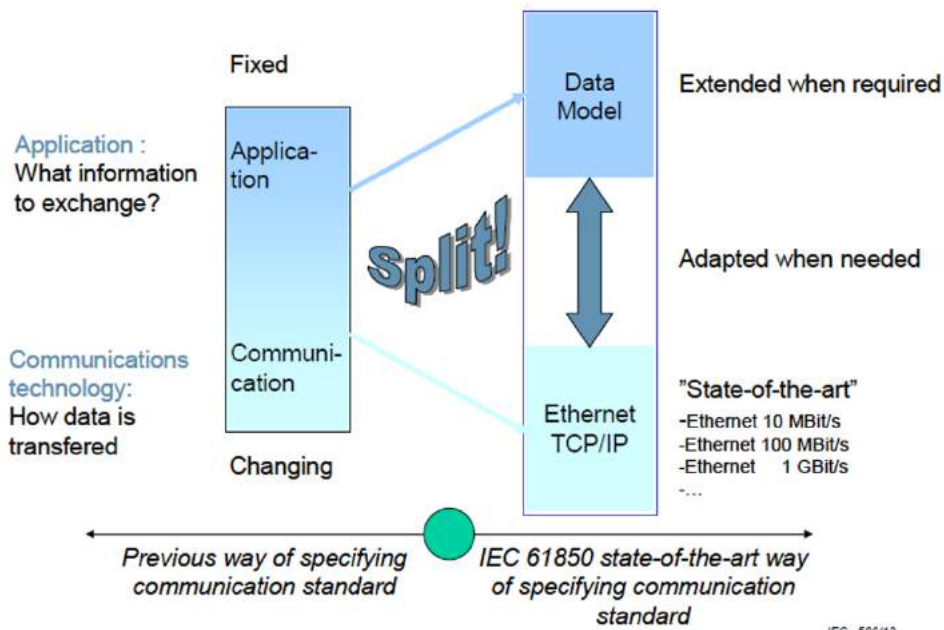 Fixed
Application :
What information
to exchange?
Applica-
tion
Communi-
cation
Communications
technology:
How data is
transfered
Changing
Split!
Data
Model
Ethernet
TCP/IP
Extended when required
Adapted when needed
"State-of-the-art"
-Ethernet 10 MBit/s
-Ethernet 100 MBit/s
-Ethernet 1 GBit/s
-...
Previous way of specifying
communication standard
IEC 61850 state-of-the-art way
of specifying communication
standard